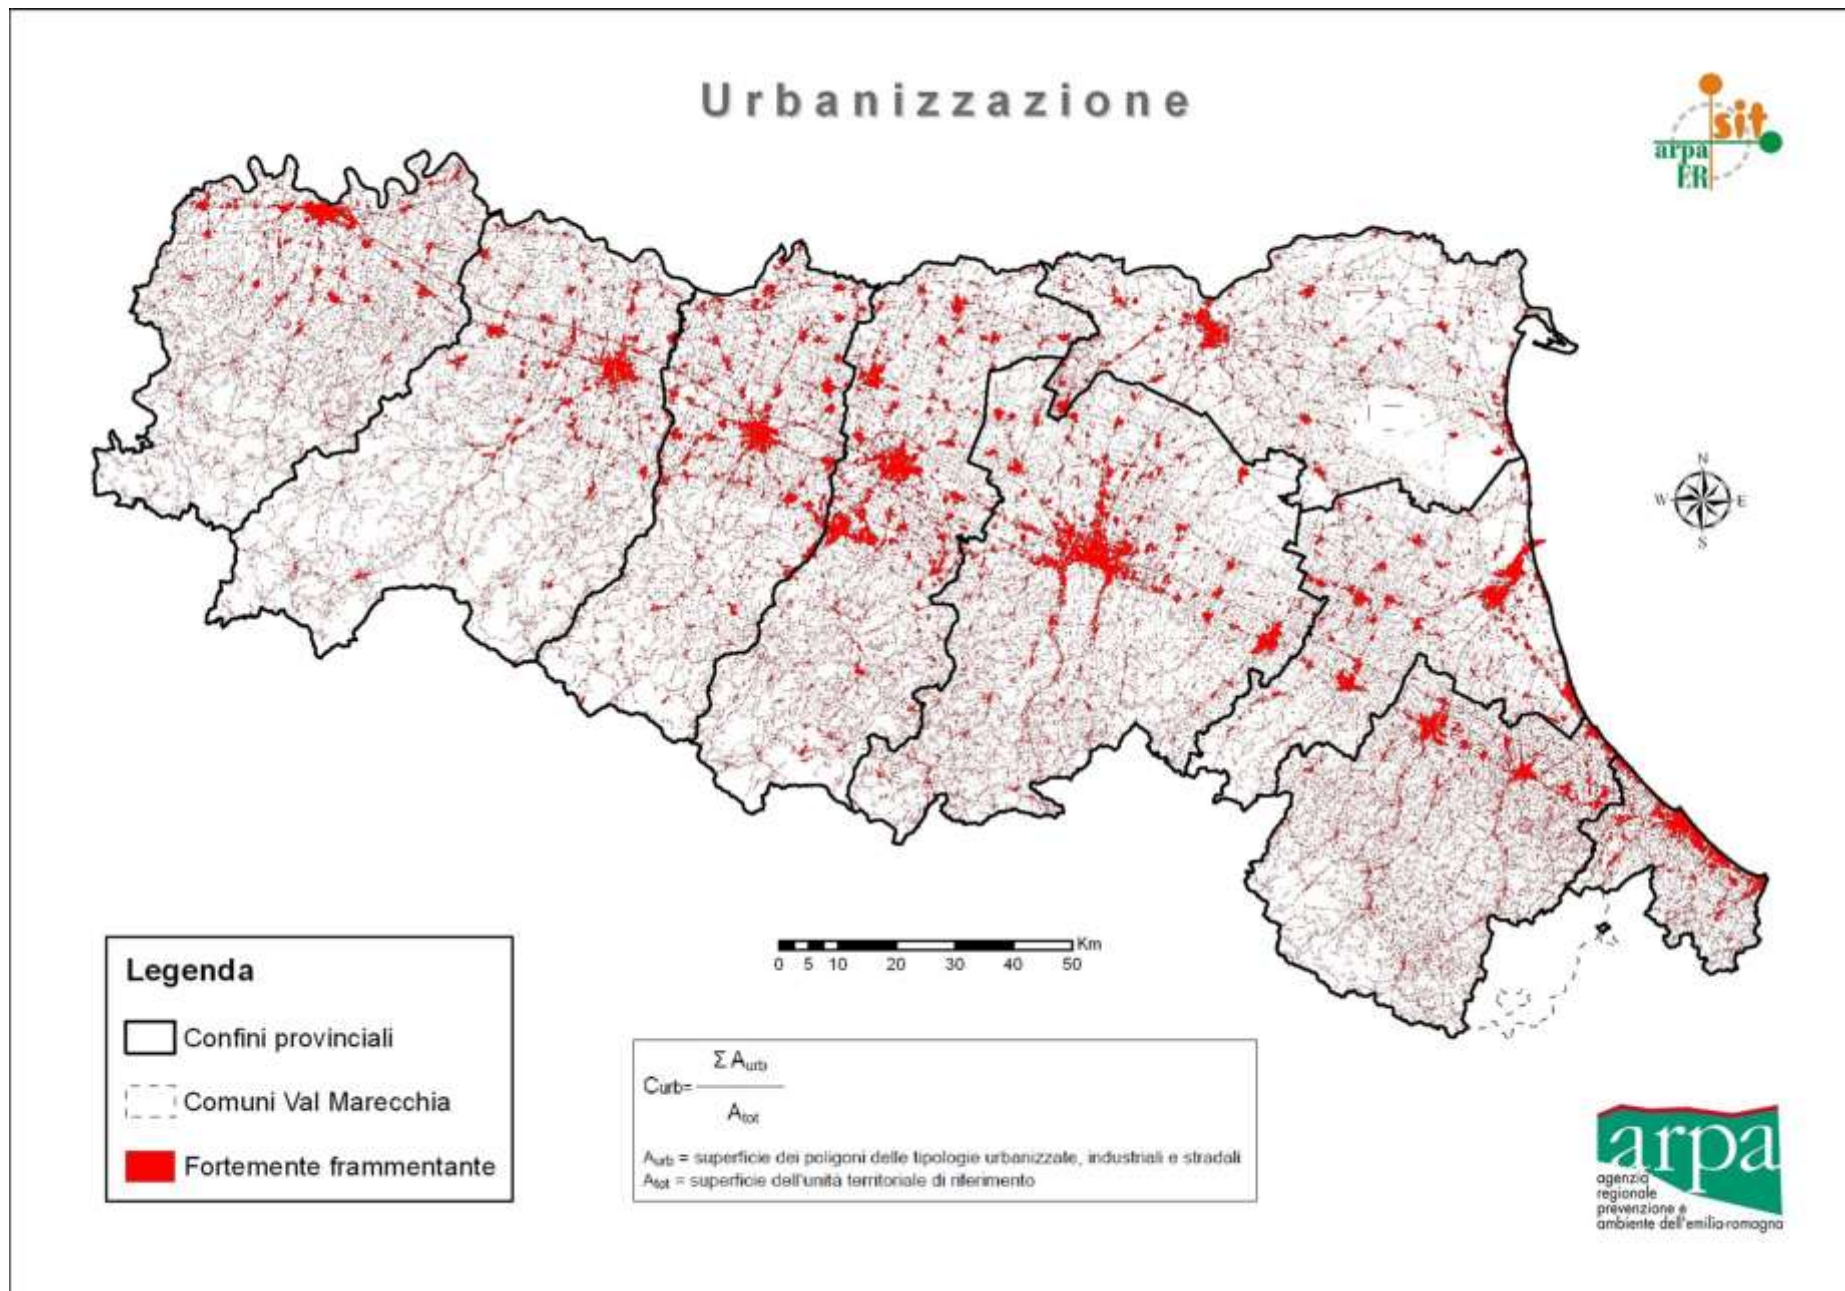 Urbanizzazione
sit
arpa
ER
N
W E
S
Legenda
Confini provinciali
Comuni Val Marecchia
Fortemente frammentante
Km
0 5 10 20 30 40 50
Curb= Σ Aurb
Atot
Aurb = superficie dei poligoni delle tipologie urbanizzate, industriali e stradali
Atot = superficie dell'unità territoriale di riferimento
arpa
agenzia
regionale
prevenzione e
ambiente dell'emilia-romagna